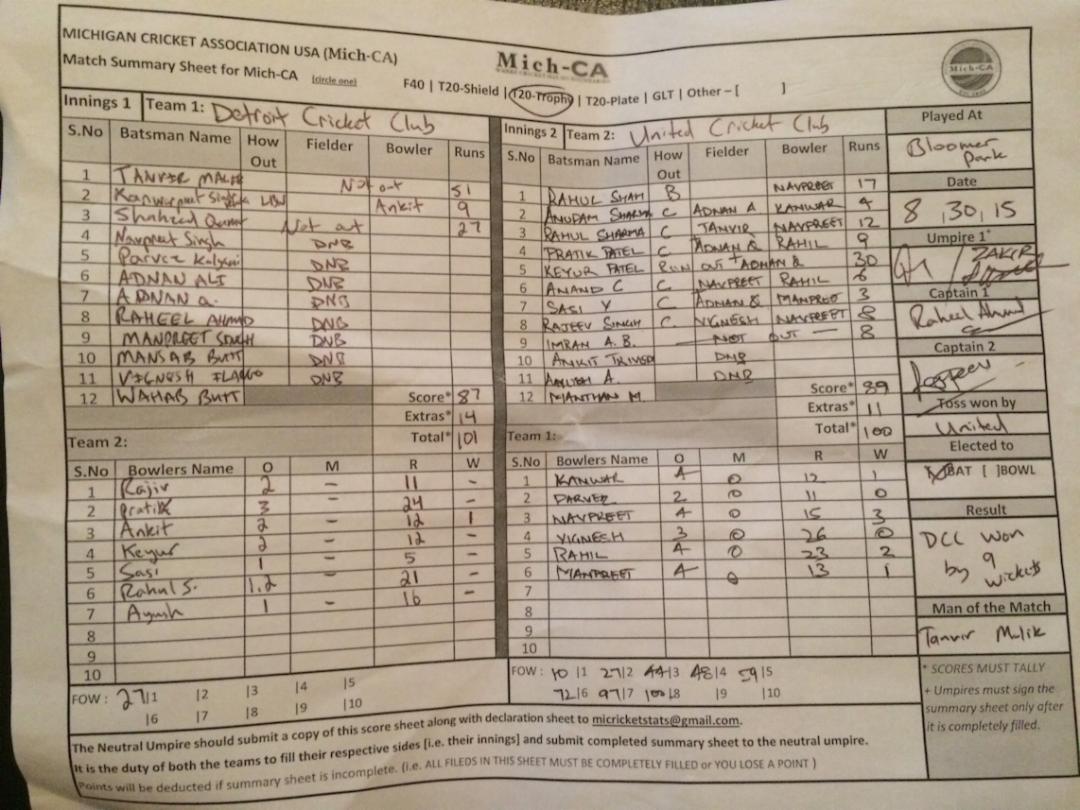 MICHIGAN CRICKET ASSOCIATION USA (Mich-CA)
Match Summary Sheet for Mich-CA (circle one) F40 | T20-Shield | T20-Trophy | T20-Plate | GLT | Other – [ ]
Mich-CA
Mich-CA
Innings 1 Team 1: Detroit Cricket Club
S.No Batsman Name How Out Fielder Bowler Runs
1 TANVIR MALIK Not out 51
2 Kanwarpreet Singh LBW Ankit 9
3 Shahzad Not out 27
4 Navpreet Singh DNB
5 Parvez DNB
6 ADNAN ALI DNB
7 ADNAN Q. DNB
8 RAHEEL AHMAD DNB
9 MANPREET SINGH DNB
10 MANSAB BUTT DNB
11 VIGNESH DNB
12 WAHAB BUTT
Score* 87
Extras* 14
Total* 101
Team 2:
S.No Bowlers Name O M R W
1 Rajiv 2 – 11 –
2 Pratik 3 – 24 –
3 Ankit 2 – 12 1
4 Keyur 2 – 12 –
5 Sasi 1 – 5 –
6 Rahul S. 1.2 – 21 –
7 Ayush 1 – 16 –
8
9
10
FOW : 27|1 |2 |3 |4 |5
|6 |7 |8 |9 |10
Innings 2 Team 2: United Cricket Club
S.No Batsman Name How Out Fielder Bowler Runs
1 RAHUL SHAH B NAVPREET 17
2 ANUPAM SHARMA C ADNAN A KANWAR 4
3 RAHUL SHARMA C TANVIR NAVPREET 12
4 PRATIK PATEL C ADNAN Q RAHIL 9
5 KEYUR PATEL RUN OUT + ADNAN Q 30
6 ANAND C C NAVPREET RAHIL 6
7 SASI Y C ADNAN Q MANPREET 3
8 RAJEEV SINGH C VIGNESH NAVPREET 8
9 IMRAN A. B. — NOT OUT — 8
10 ANKIT TRIVEDI DNB
11 AAYUSH A. DNB
12 MANTHAN M.
Score* 89
Extras* 11
Total* 100
Team 1:
S.No Bowlers Name O M R W
1 KANWAR 4 0 12 1
2 PARVEZ 2 0 11 0
3 NAVPREET 4 0 15 3
4 VIGNESH 3 0 26 0
5 RAHIL 4 0 23 2
6 MANPREET 4 0 13 1
7
8
9
10
FOW : 10|1 27|2 44|3 48|4 59|5
72|6 97|7 100|8 |9 |10
Played At
Bloomer
Park
Date
8, 30, 15
Umpire 1*
ZAKIR
Captain 1
Raheel Ahmad
Captain 2
Toss won by
United
Elected to
[X]BAT [ ]BOWL
Result
DCC Won
by 9
Wickets
Man of the Match
Tanvir Malik
* SCORES MUST TALLY
+ Umpires must sign the
summary sheet only after
it is completely filled.
The Neutral Umpire should submit a copy of this score sheet along with declaration sheet to micricketstats@gmail.com.
It is the duty of both the teams to fill their respective sides [i.e. their innings] and submit completed summary sheet to the neutral umpire.
Points will be deducted if summary sheet is incomplete. (i.e. ALL FILEDS IN THIS SHEET MUST BE COMPLETELY FILLED or YOU LOSE A POINT )